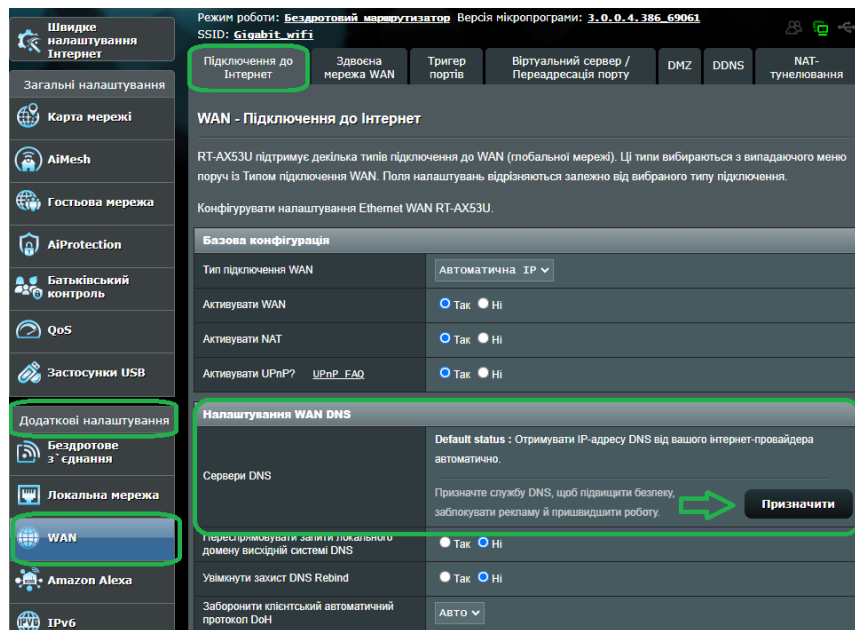 Швидке
налаштування
Інтернет
Загальні налаштування
Карта мережі
AiMesh
Гостьова мережа
AiProtection
Батьківський
контроль
QoS
Застосунки USB
Додаткові налаштування
Бездротове
з`єднання
Локальна мережа
WAN
Amazon Alexa
IPv6
Режим роботи: Бездротовий маршрутизатор Версія мікропрограми: 3.0.0.4.386_69061
SSID: Gigabit_wifi
Підключення до
Інтернет
Здвоєна
мережа WAN
Тригер
портів
Віртуальний сервер /
Переадресація порту
DMZ
DDNS
NAT-
тунелювання
WAN - Підключення до Інтернет
RT-AX53U підтримує декілька типів підключення до WAN (глобальної мережі). Ці типи вибираються з випадаючого меню
поруч із Типом підключення WAN. Поля налаштувань відрізняються залежно від вибраного типу підключення.
Конфігурувати налаштування Ethernet WAN RT-AX53U.
Базова конфігурація
Тип підключення WAN
Автоматична IP
Активувати WAN
Так Ні
Активувати NAT
Так Ні
Активувати UPnP? UPnP FAQ
Так Ні
Налаштування WAN DNS
Сервери DNS
Default status : Отримувати IP-адресу DNS від вашого інтернет-провайдера
автоматично.
Призначте службу DNS, щоб підвищити безпеку,
заблокувати рекламу й пришвидшити роботу.
Призначити
Переспрямовувати запити локального
домену висхідній системі DNS
Так Ні
Увімкнути захист DNS Rebind
Так Ні
Заборонити клієнтський автоматичний
протокол DoH
Авто